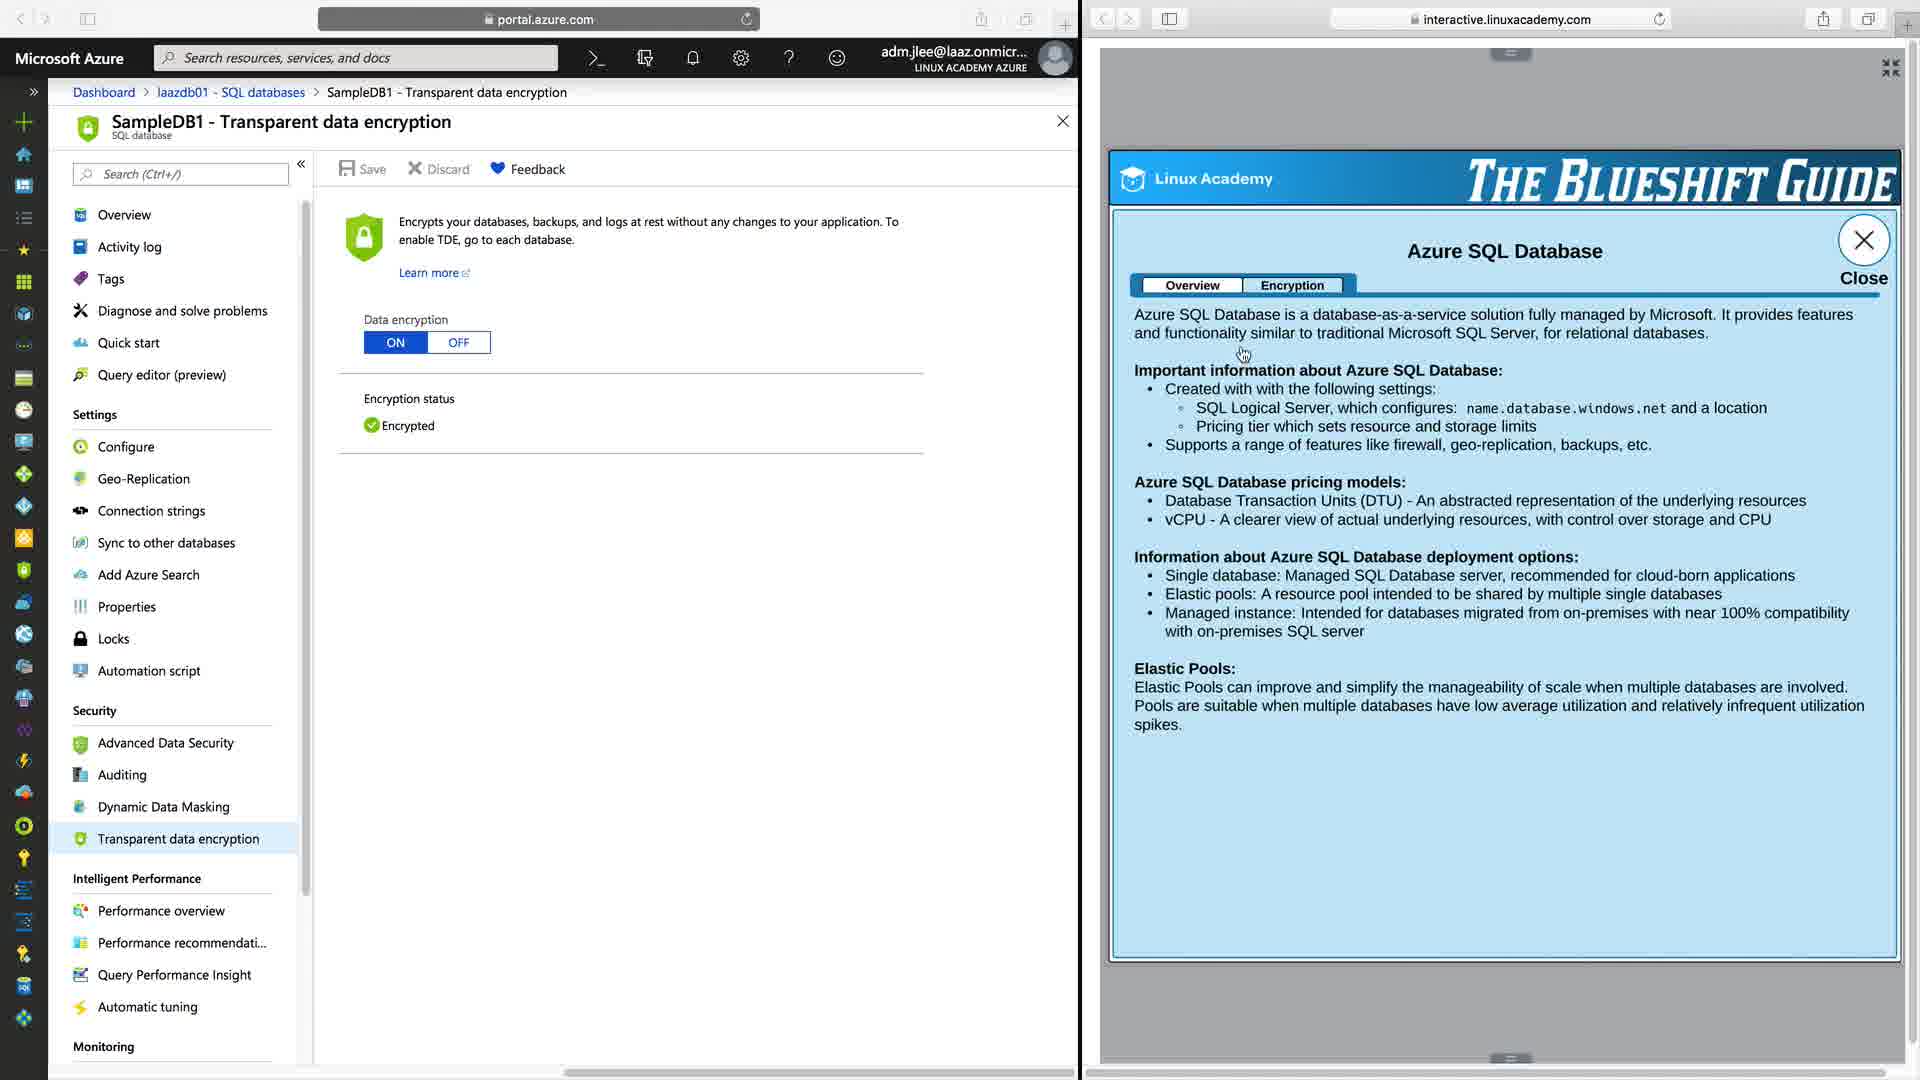 portal.azure.com
Microsoft Azure
Search resources, services, and docs
adm.jlee@laaz.onmicr...
LINUX ACADEMY AZURE
Dashboard > laazdb01 - SQL databases > SampleDB1 - Transparent data encryption
SampleDB1 - Transparent data encryption
SQL database
Search (Ctrl+/)
Overview
Activity log
Tags
Diagnose and solve problems
Quick start
Query editor (preview)
Settings
Configure
Geo-Replication
Connection strings
Sync to other databases
Add Azure Search
Properties
Locks
Automation script
Security
Advanced Data Security
Auditing
Dynamic Data Masking
Transparent data encryption
Intelligent Performance
Performance overview
Performance recommendati...
Query Performance Insight
Automatic tuning
Monitoring
Save Discard Feedback
Encrypts your databases, backups, and logs at rest without any changes to your application. To
enable TDE, go to each database.
Learn more
Data encryption
ON OFF
Encryption status
Encrypted
interactive.linuxacademy.com
Linux Academy
THE BLUESHIFT GUIDE
Azure SQL Database
Close
Overview Encryption
Azure SQL Database is a database-as-a-service solution fully managed by Microsoft. It provides features
and functionality similar to traditional Microsoft SQL Server, for relational databases.
Important information about Azure SQL Database:
• Created with with the following settings:
◦ SQL Logical Server, which configures: name.database.windows.net and a location
◦ Pricing tier which sets resource and storage limits
• Supports a range of features like firewall, geo-replication, backups, etc.
Azure SQL Database pricing models:
• Database Transaction Units (DTU) - An abstracted representation of the underlying resources
• vCPU - A clearer view of actual underlying resources, with control over storage and CPU
Information about Azure SQL Database deployment options:
• Single database: Managed SQL Database server, recommended for cloud-born applications
• Elastic pools: A resource pool intended to be shared by multiple single databases
• Managed instance: Intended for databases migrated from on-premises with near 100% compatibility
with on-premises SQL server
Elastic Pools:
Elastic Pools can improve and simplify the manageability of scale when multiple databases are involved.
Pools are suitable when multiple databases have low average utilization and relatively infrequent utilization
spikes.